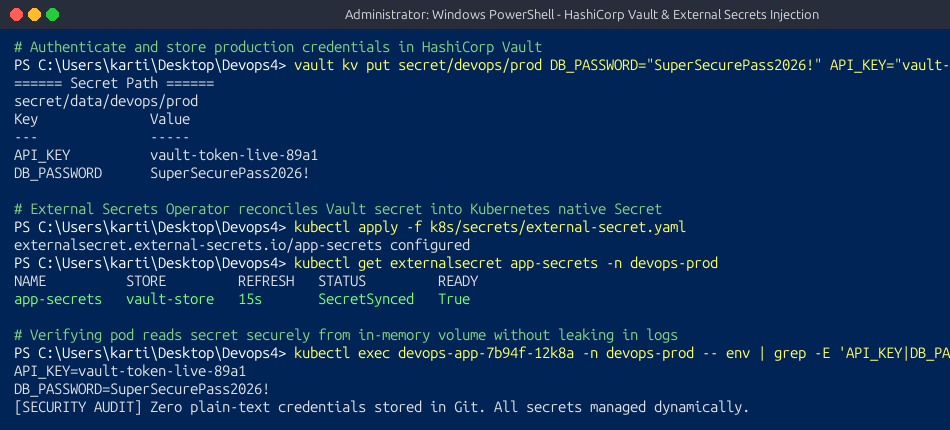 Administrator: Windows PowerShell - HashiCorp Vault & External Secrets Injection
# Authenticate and store production credentials in HashiCorp Vault
PS C:\Users\karti\Desktop\Devops4> vault kv put secret/devops/prod DB_PASSWORD="SuperSecurePass2026!" API_KEY="vault-
====== Secret Path ======
secret/data/devops/prod
Key Value
--- -----
API_KEY vault-token-live-89a1
DB_PASSWORD SuperSecurePass2026!
# External Secrets Operator reconciles Vault secret into Kubernetes native Secret
PS C:\Users\karti\Desktop\Devops4> kubectl apply -f k8s/secrets/external-secret.yaml
externalsecret.external-secrets.io/app-secrets configured
PS C:\Users\karti\Desktop\Devops4> kubectl get externalsecret app-secrets -n devops-prod
NAME STORE REFRESH STATUS READY
app-secrets vault-store 15s SecretSynced True
# Verifying pod reads secret securely from in-memory volume without leaking in logs
PS C:\Users\karti\Desktop\Devops4> kubectl exec devops-app-7b94f-12k8a -n devops-prod -- env | grep -E 'API_KEY|DB_PA
API_KEY=vault-token-live-89a1
DB_PASSWORD=SuperSecurePass2026!
[SECURITY AUDIT] Zero plain-text credentials stored in Git. All secrets managed dynamically.